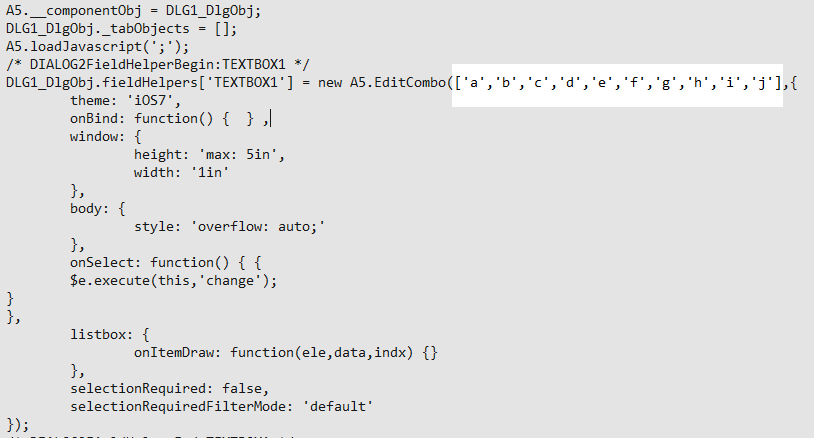 A5.__componentObj = DLG1_DlgObj;
DLG1_DlgObj._tabObjects = [];
A5.loadJavascript(';');
/* DIALOG2FieldHelperBegin:TEXTBOX1 */
DLG1_DlgObj.fieldHelpers['TEXTBOX1'] = new A5.EditCombo(['a','b','c','d','e','f','g','h','i','j'],{
theme: 'iOS7',
onBind: function() {  } ,
window: {
height: 'max: 5in',
width: '1in'
},
body: {
style: 'overflow: auto;'
},
onSelect: function() { {
$e.execute(this,'change');
}
},
listbox: {
onItemDraw: function(ele,data,indx) {}
},
selectionRequired: false,
selectionRequiredFilterMode: 'default'
});